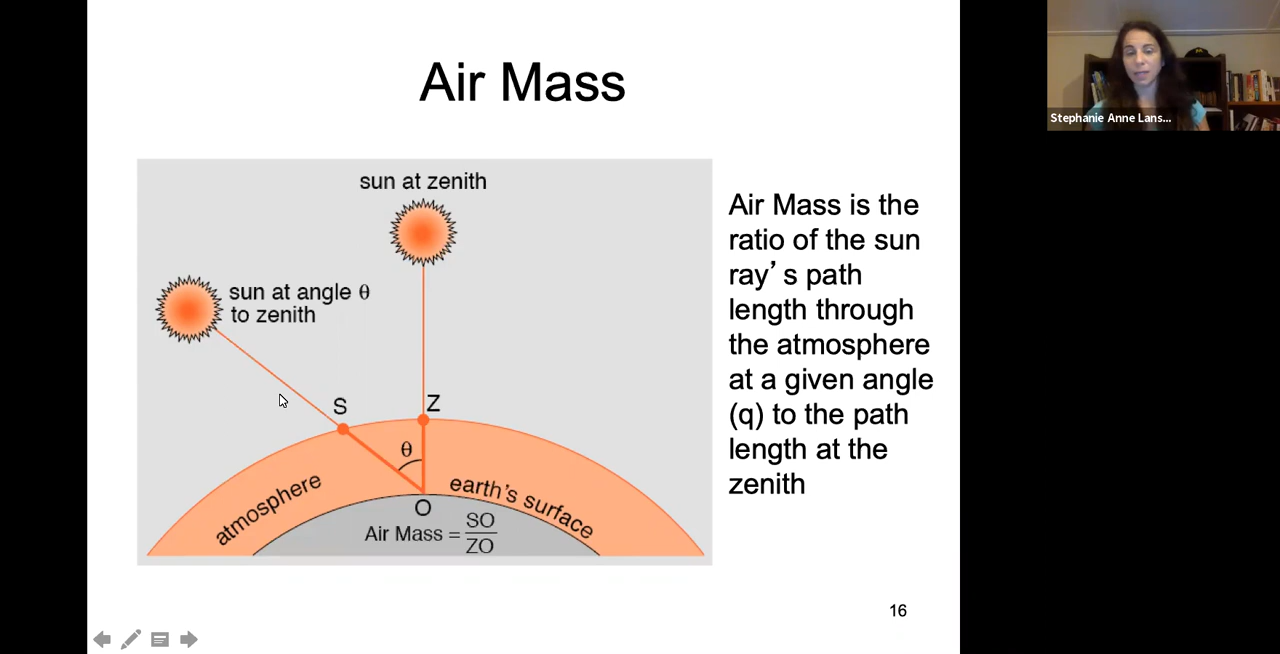 Air Mass
sun at zenith
sun at angle θ
to zenith
S
Z
θ
atmosphere
earth's surface
O
Air Mass = SO/ZO
Air Mass is the
ratio of the sun
ray’s path
length through
the atmosphere
at a given angle
(q) to the path
length at the
zenith
16
Stephanie Anne Lans...